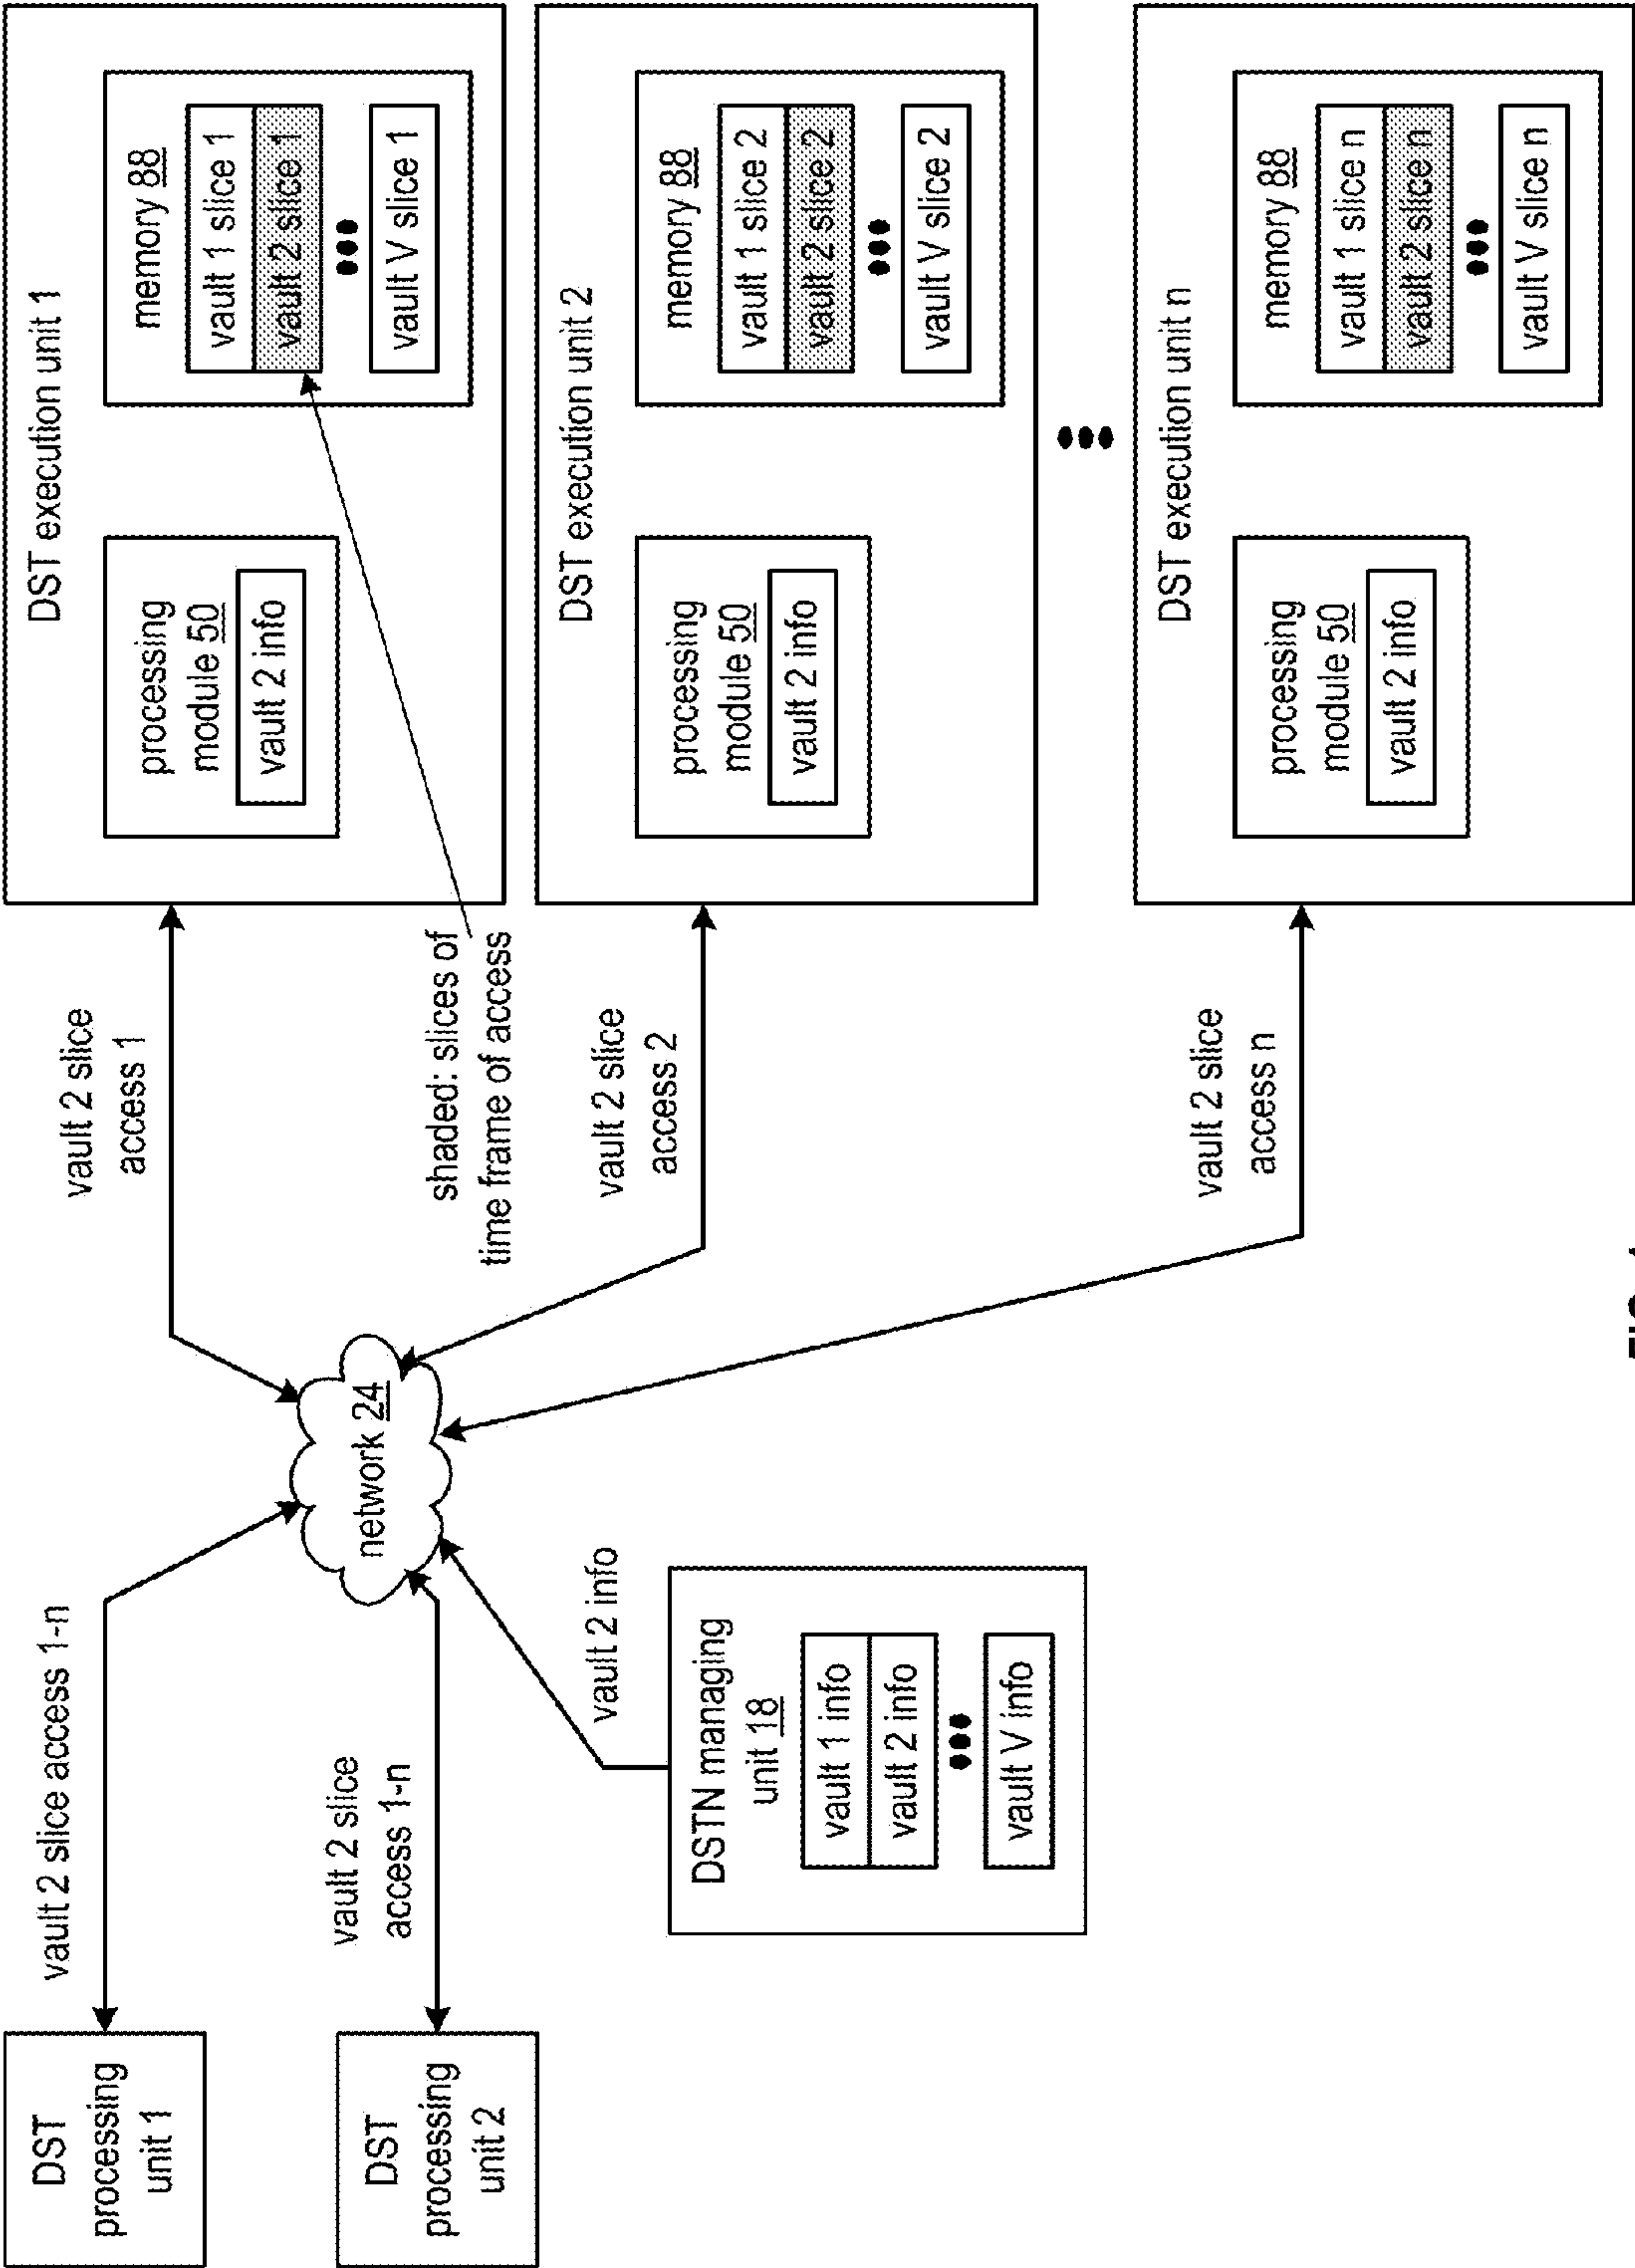 DST
processing
unit 1
vault 2 slice access 1-n
DST
processing
unit 2
vault 2 slice
access 1-n
DSTN managing
unit 18
vault 1 info
vault 2 info
vault V info
vault 2 info
network 24
vault 2 slice
access 1
shaded: slices of
time frame of access
vault 2 slice
access 2
vault 2 slice
access n
DST execution unit 1
processing
module 50
vault 2 info
memory 88
vault 1 slice 1
vault 2 slice 1
vault V slice 1
DST execution unit 2
processing
module 50
vault 2 info
memory 88
vault 1 slice 2
vault 2 slice 2
vault V slice 2
DST execution unit n
processing
module 50
vault 2 info
memory 88
vault 1 slice n
vault 2 slice n
vault V slice n